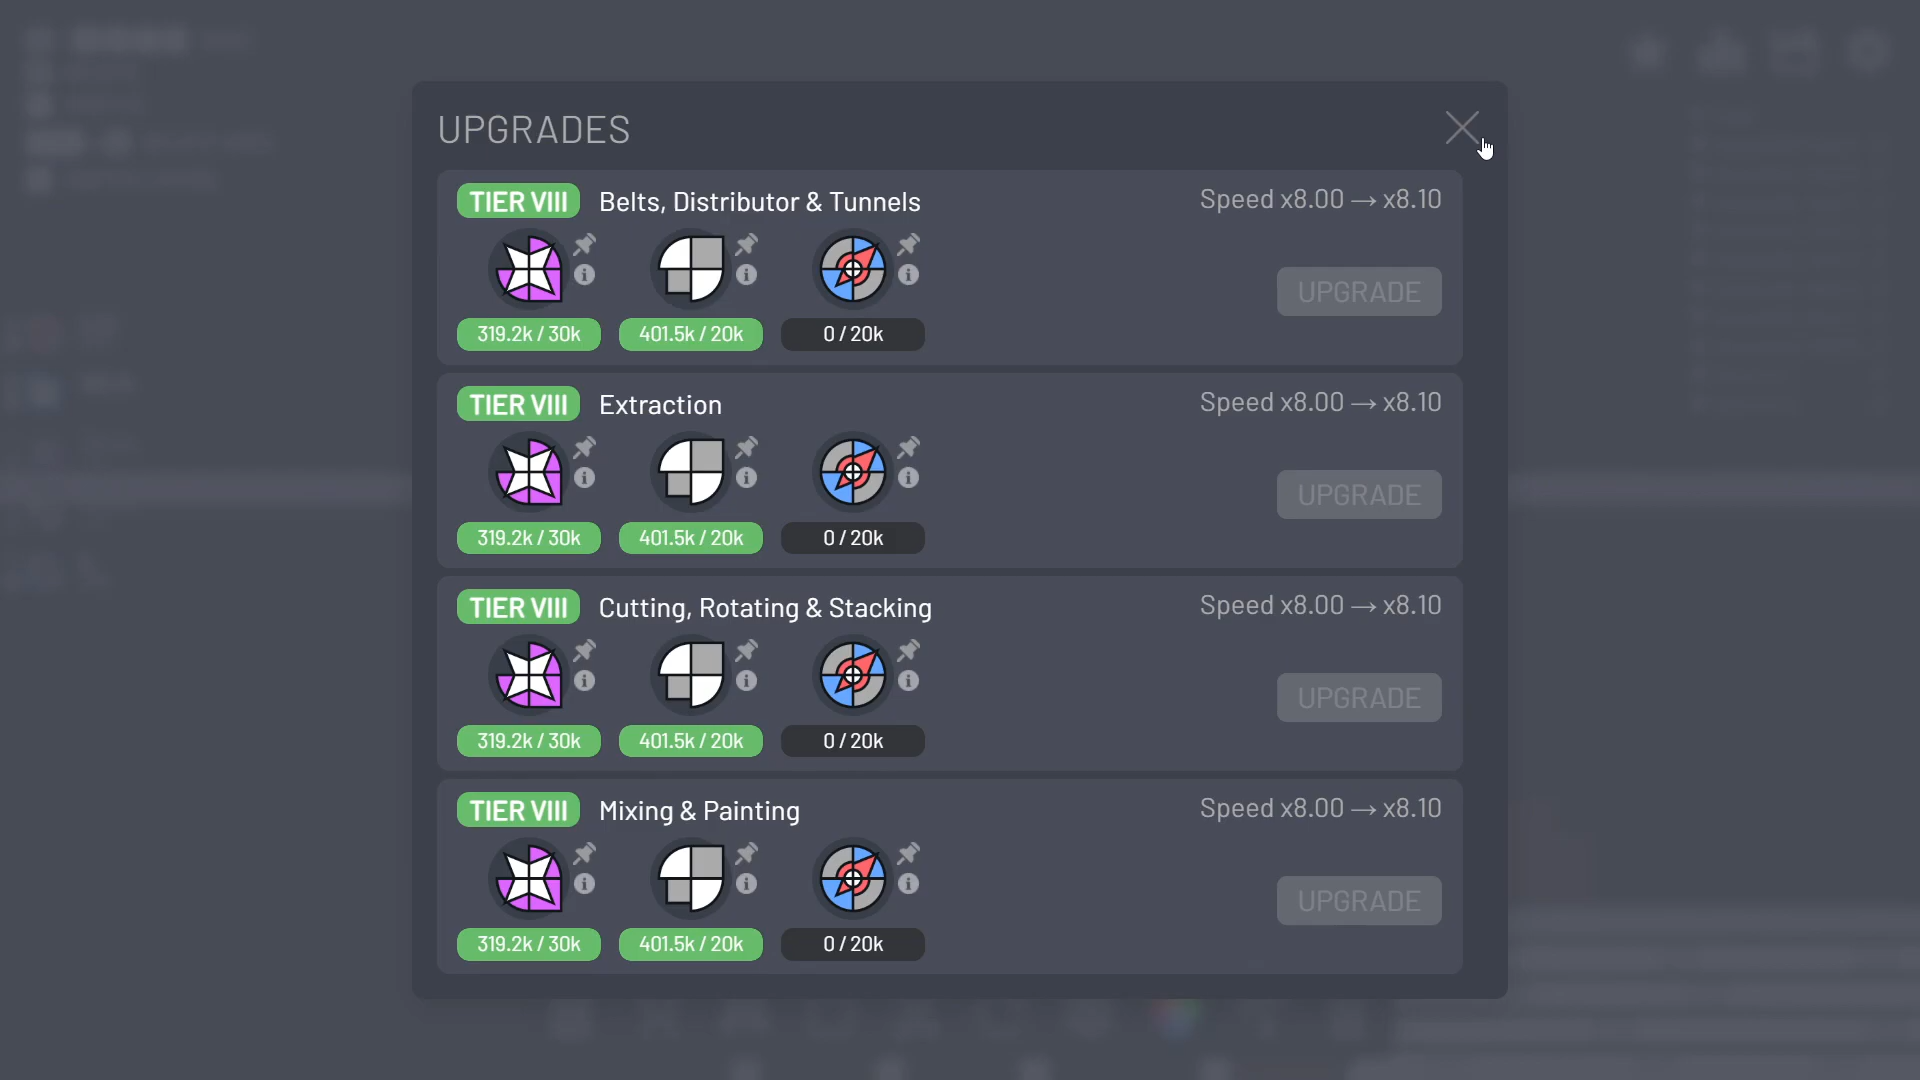 UPGRADES
TIER VIII Belts, Distributor & Tunnels Speed x8.00 → x8.10
UPGRADE
319.2k / 30k 401.5k / 20k 0 / 20k
TIER VIII Extraction Speed x8.00 → x8.10
UPGRADE
319.2k / 30k 401.5k / 20k 0 / 20k
TIER VIII Cutting, Rotating & Stacking Speed x8.00 → x8.10
UPGRADE
319.2k / 30k 401.5k / 20k 0 / 20k
TIER VIII Mixing & Painting Speed x8.00 → x8.10
UPGRADE
319.2k / 30k 401.5k / 20k 0 / 20k